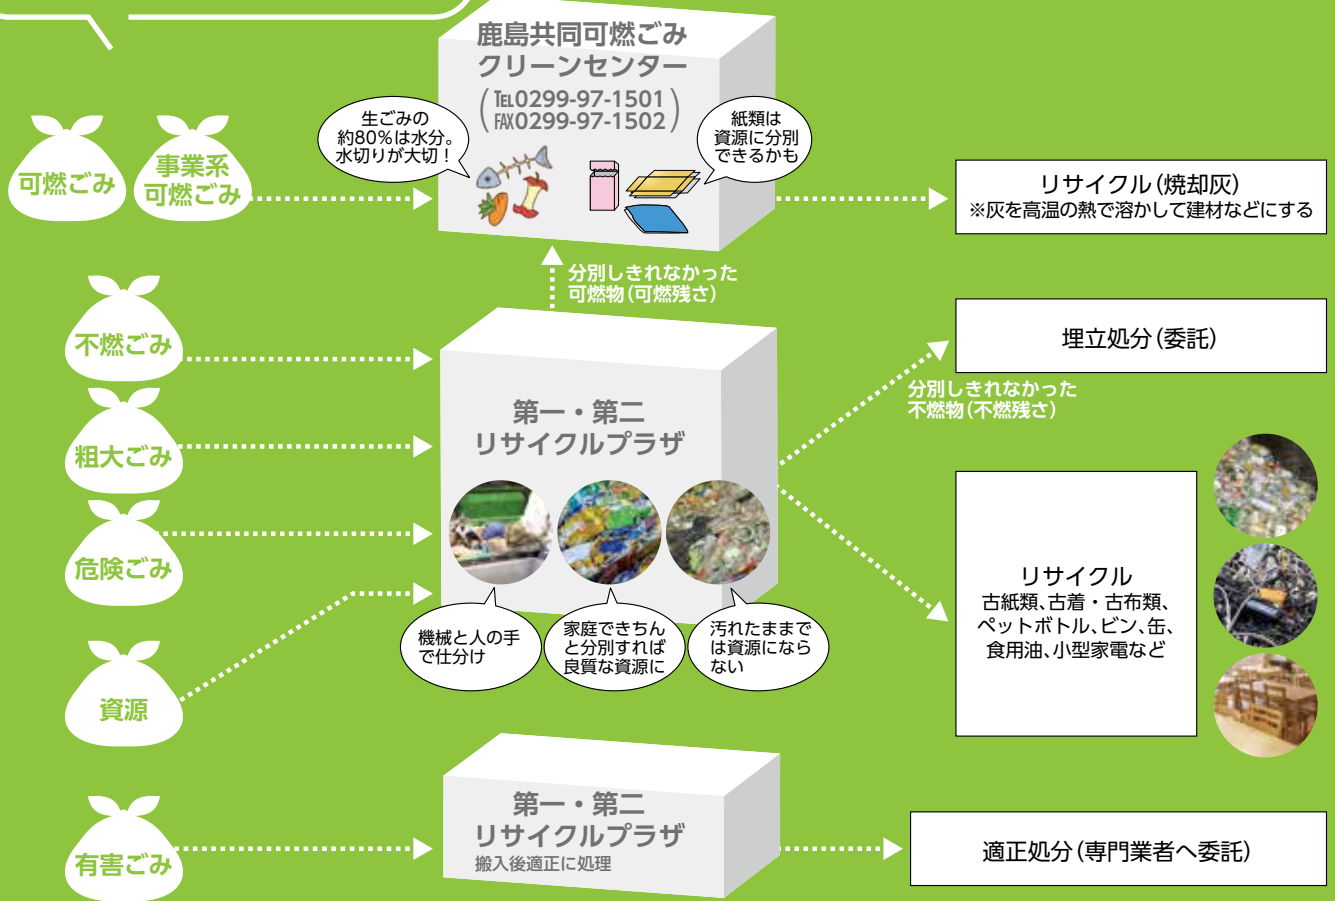 鹿島共同可燃ごみ
クリーンセンター
(TEL0299-97-1501
FAX0299-97-1502)
生ごみの
約80%は水分。
水切りが大切！
紙類は
資源に分別
できるかも
可燃ごみ
事業系
可燃ごみ
リサイクル(焼却灰)
※灰を高温の熱で溶かして建材などにする
分別しきれなかった
可燃物(可燃残さ)
不燃ごみ
粗大ごみ
危険ごみ
資源
第一・第二
リサイクルプラザ
機械と人の手
で仕分け
家庭できちん
と分別すれば
良質な資源に
汚れたままで
は資源になら
ない
埋立処分(委託)
分別しきれなかった
不燃物(不燃残さ)
リサイクル
古紙類、古着・古布類、
ペットボトル、ビン、缶、
食用油、小型家電など
有害ごみ
第一・第二
リサイクルプラザ
搬入後適正に処理
適正処分(専門業者へ委託)